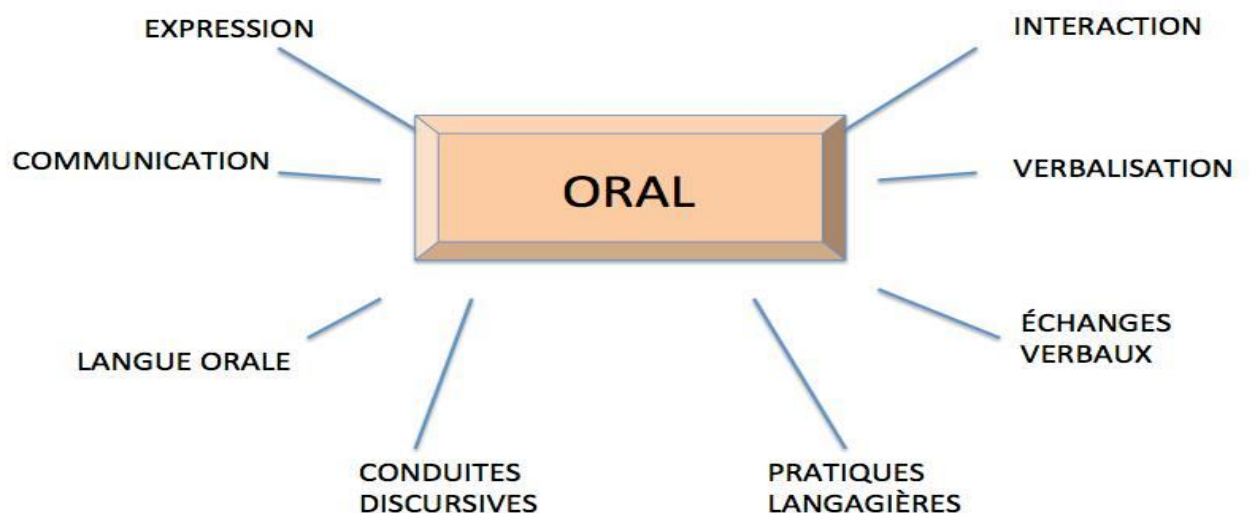 EXPRESSION
INTERACTION
COMMUNICATION
ORAL
VERBALISATION
LANGUE ORALE
ÉCHANGES
VERBAUX
CONDUITES
DISCURSIVES
PRATIQUES
LANGAGIÈRES